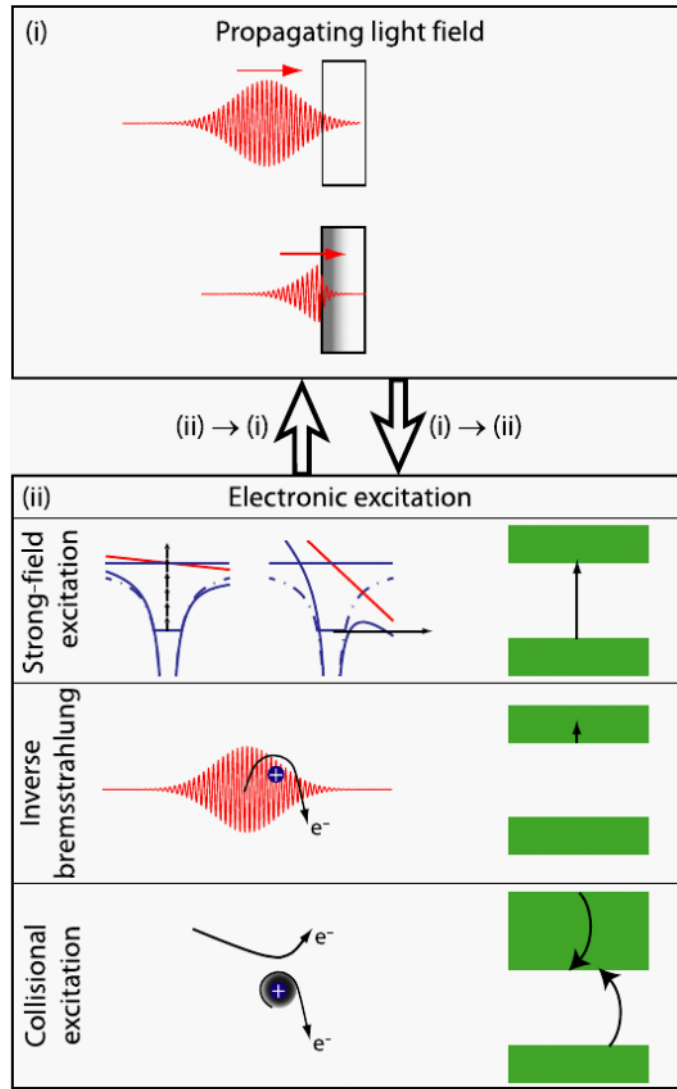 (i)
Propagating light field
(ii) → (i)
(i) → (ii)
(ii)
Electronic excitation
Strong-field
excitation
Inverse
bremsstrahlung
+
e⁻
Collisional
excitation
e⁻
+
e⁻